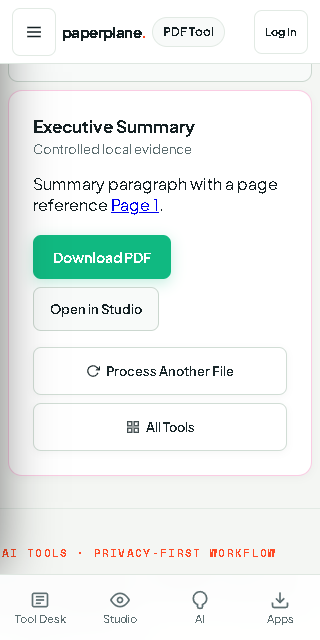 paperplane.
PDF Tool
Log In
Executive Summary
Controlled local evidence
Summary paragraph with a page
reference Page 1.
Download PDF
Open in Studio
Process Another File
All Tools
AI TOOLS · PRIVACY-FIRST WORKFLOW
Tool Desk
Studio
AI
Apps